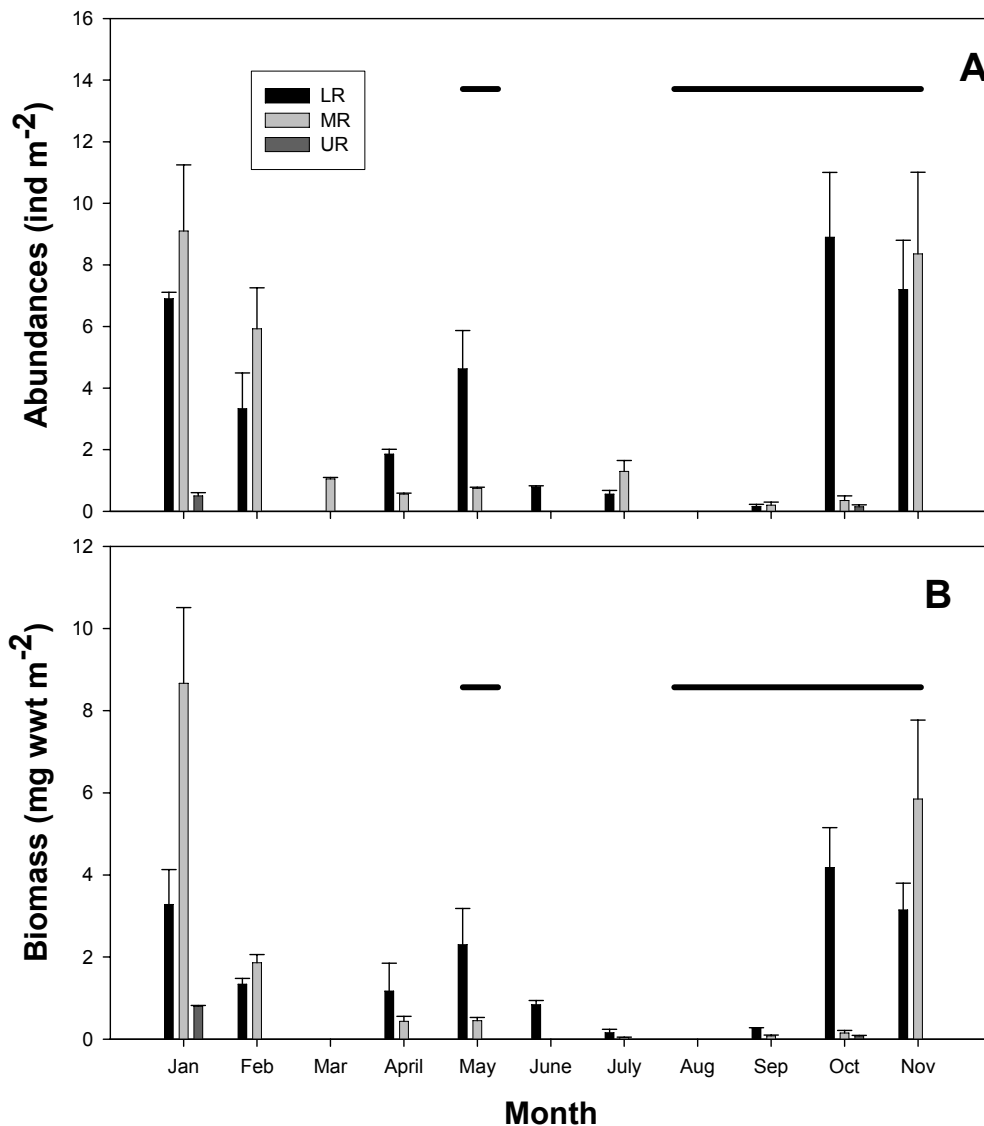 16
14
12
10
8
6
4
2
0
Abundances (ind m-2)
LR
MR
UR
A
12
10
8
6
4
2
0
Biomass (mg wwt m-2)
B
Jan Feb Mar April May June July Aug Sep Oct Nov
Month